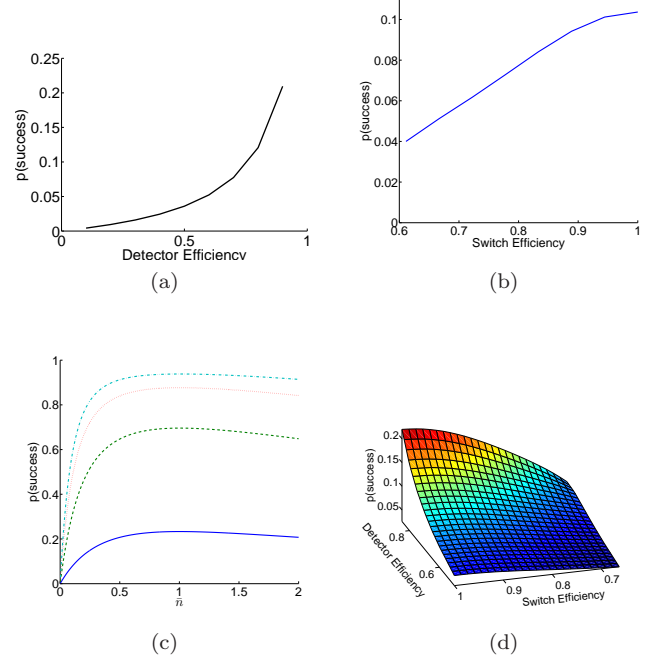 0.25
0.2
0.15
0.1
0.05
0
p(success)
0 0.5 1
Detector Efficiency
(a)
0.1
0.08
0.06
0.04
0.02
0
p(success)
0.6 0.7 0.8 0.9 1
Switch Efficiency
(b)
1
0.8
0.6
0.4
0.2
0
p(success)
0 0.5 1 1.5 2
n̄
(c)
0.2
0.15
0.1
0.05
p(success)
0.8
0.6
Detector Efficiency
1 0.9 0.8 0.7
Switch Efficiency
(d)